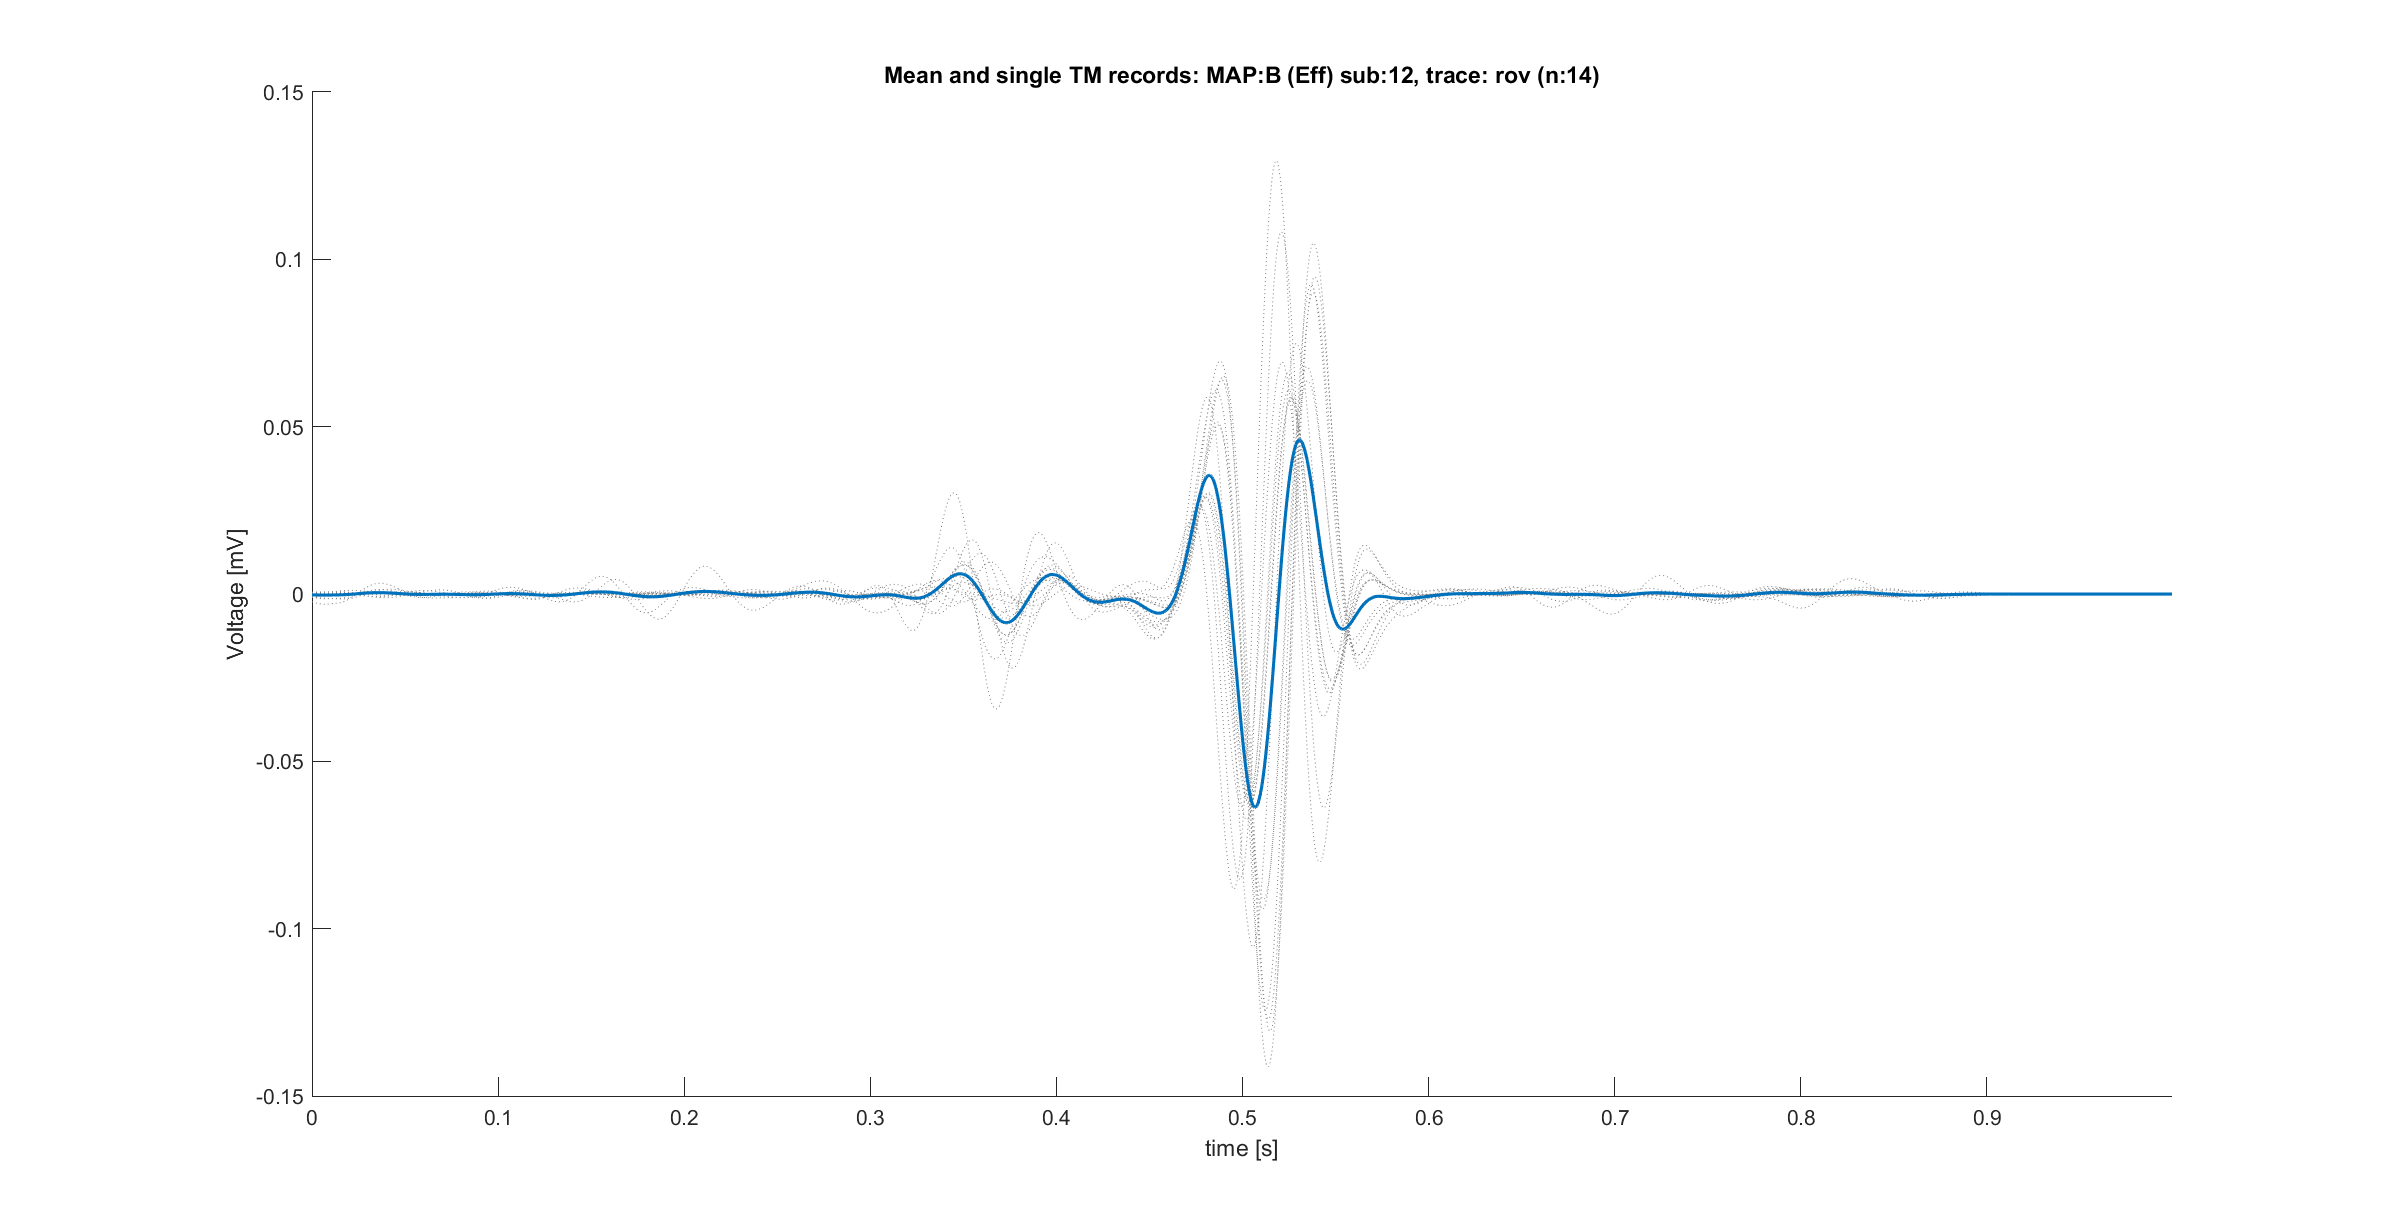 Mean and single TM records: MAP:B (Eff) sub:12, trace: rov (n:14)
0.15
0.1
0.05
0
-0.05
-0.1
-0.15
Voltage [mV]
0 0.1 0.2 0.3 0.4 0.5 0.6 0.7 0.8 0.9
time [s]